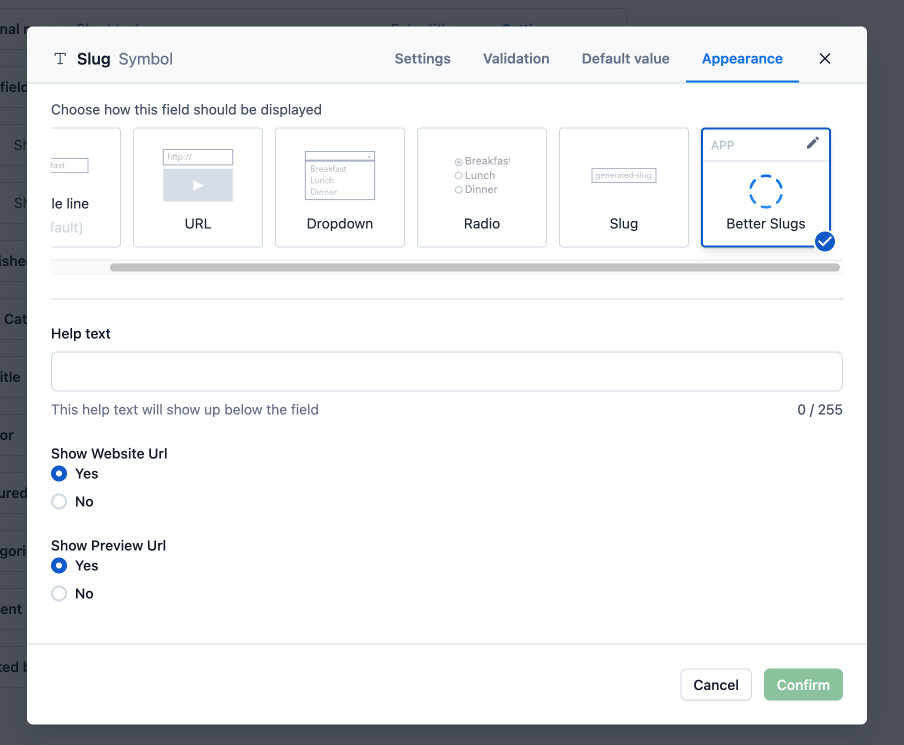 Slug Symbol
Settings
Validation
Default value
Appearance
Choose how this field should be displayed
le line
fault)
http://
URL
Breakfast
Lunch
Dinner
Dropdown
Breakfast
Lunch
Dinner
Radio
generated-slug
Slug
APP
Better Slugs
Help text
This help text will show up below the field
0 / 255
Show Website Url
Yes
No
Show Preview Url
Yes
No
Cancel
Confirm